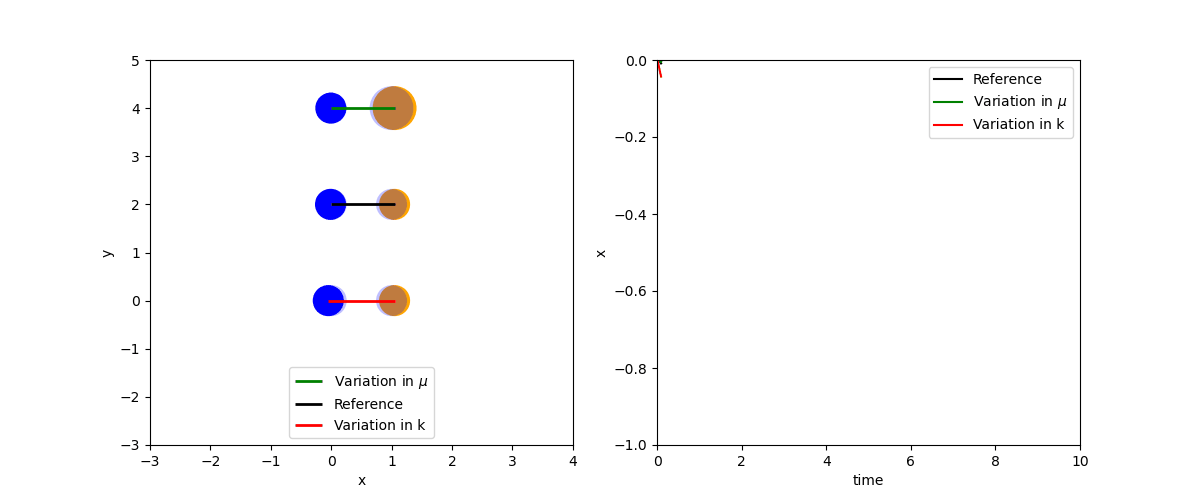 5
4
3
2
1
0
−1
−2
−3
y
Variation in μ
Reference
Variation in k
−3 −2 −1 0 1 2 3 4
x
0.0
−0.2
−0.4
−0.6
−0.8
−1.0
x
Reference
Variation in μ
Variation in k
0 2 4 6 8 10
time